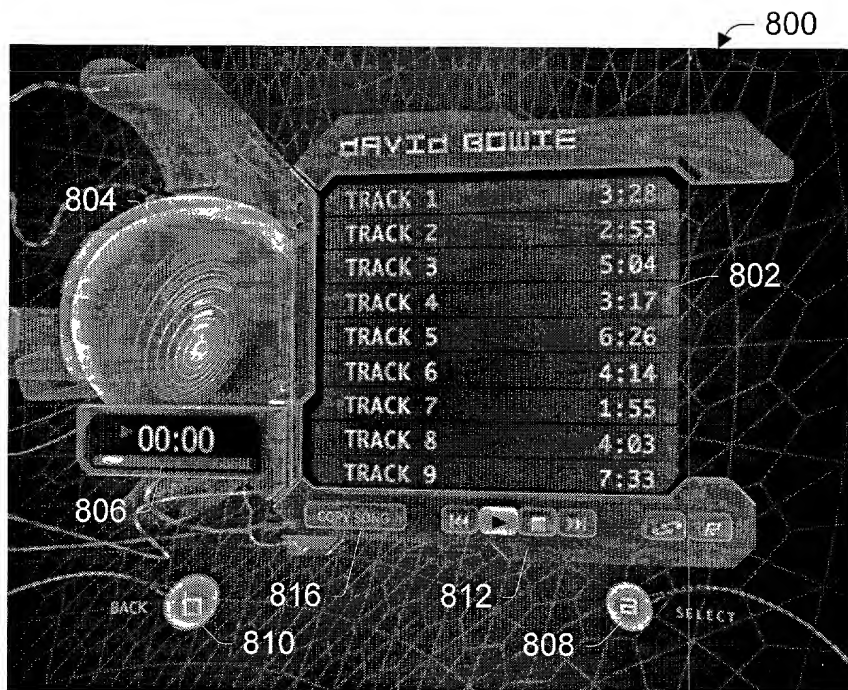 800
dAVId BOWIE
804
TRACK 1 3:28
TRACK 2 2:53
TRACK 3 5:04
802
TRACK 4 3:17
TRACK 5 6:26
TRACK 6 4:14
TRACK 7 1:55
00:00
TRACK 8 4:03
TRACK 9 7:33
806
COPY SONG
816
812
BACK
810
808
a
SELECT